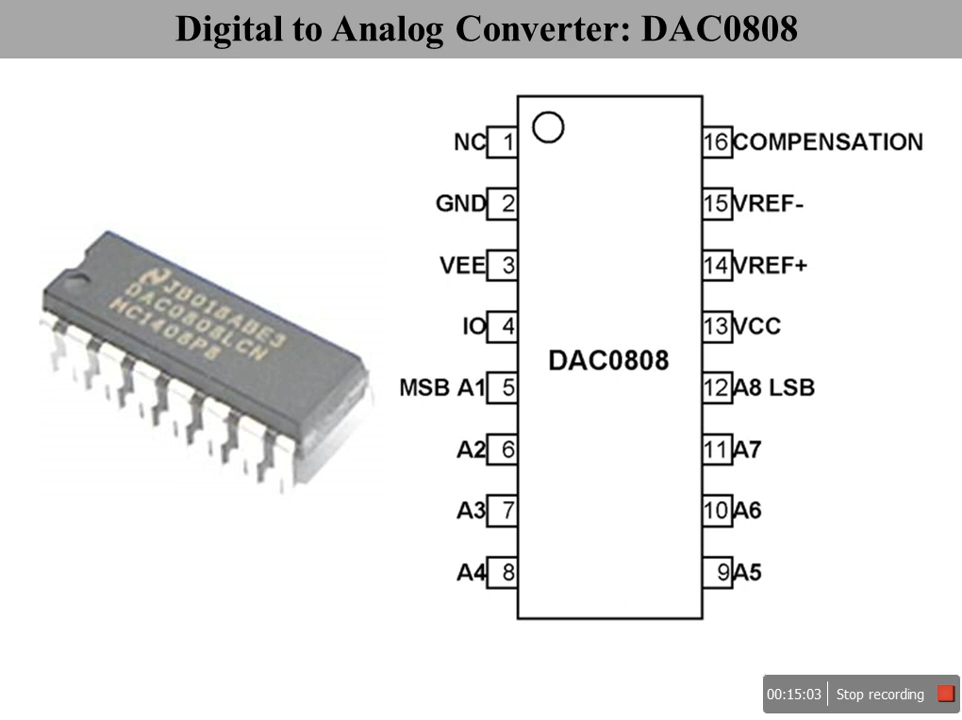 Digital to Analog Converter: DAC0808
NC 1
GND 2
VEE 3
IO 4
MSB A1 5
A2 6
A3 7
A4 8
DAC0808
16 COMPENSATION
15 VREF-
14 VREF+
13 VCC
12 A8 LSB
11 A7
10 A6
9 A5
JB018ABE3
DAC0808LCN
MC1408P8
00:15:03 Stop recording